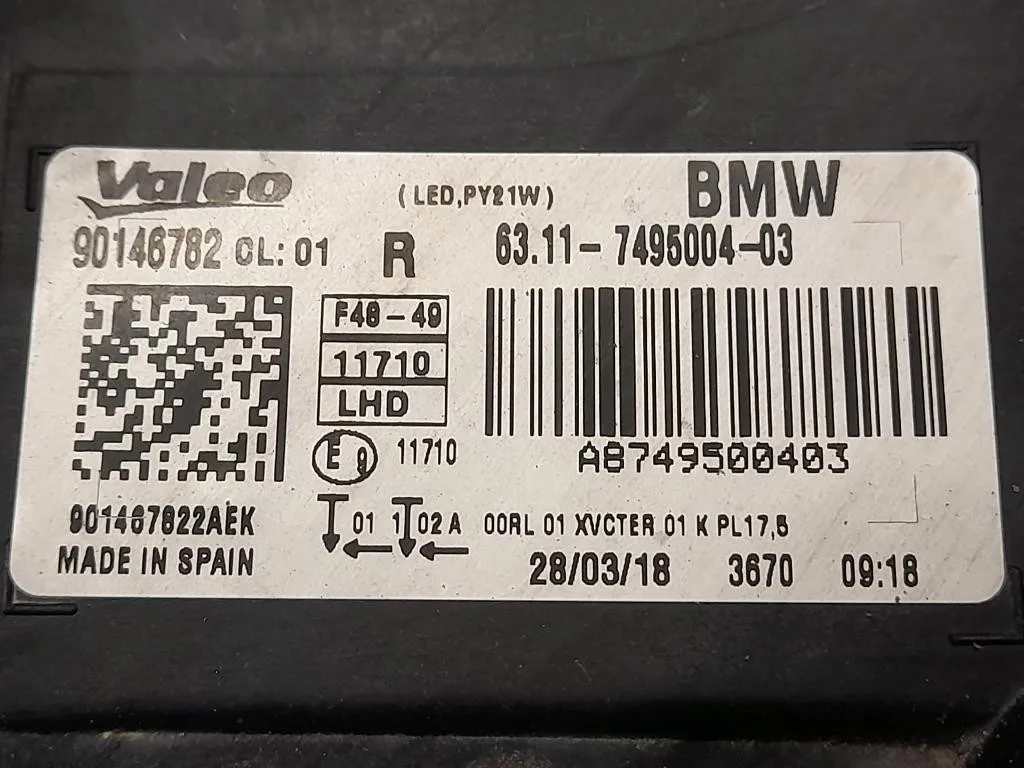 Valeo
(LED,PY21W)
BMW
90146782 CL: 01
R
63.11-7495004-03
F48-49
11710
LHD
E9 11710
A8749500403
901467822AEK
01 1 02 A 00RL 01 XVCTER 01 K PL17,5
MADE IN SPAIN
28/03/18 3670 09:18